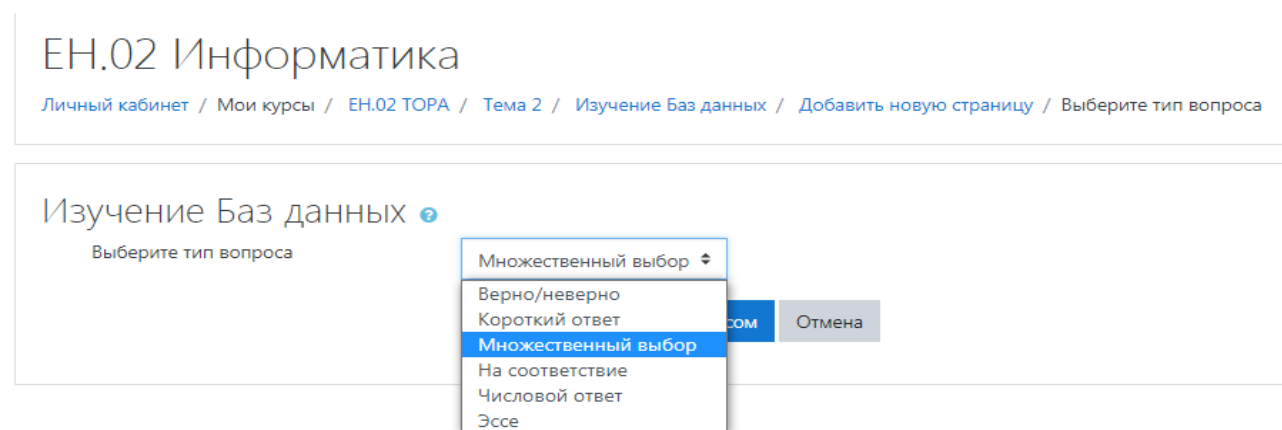 ЕН.02 Информатика
Личный кабинет / Мои курсы / ЕН.02 ТОРА / Тема 2 / Изучение Баз данных / Добавить новую страницу / Выберите тип вопроса
Изучение Баз данных
Выберите тип вопроса
Множественный выбор
Верно/неверно
Короткий ответ
сом Отмена
Множественный выбор
На соответствие
Числовой ответ
Эссе